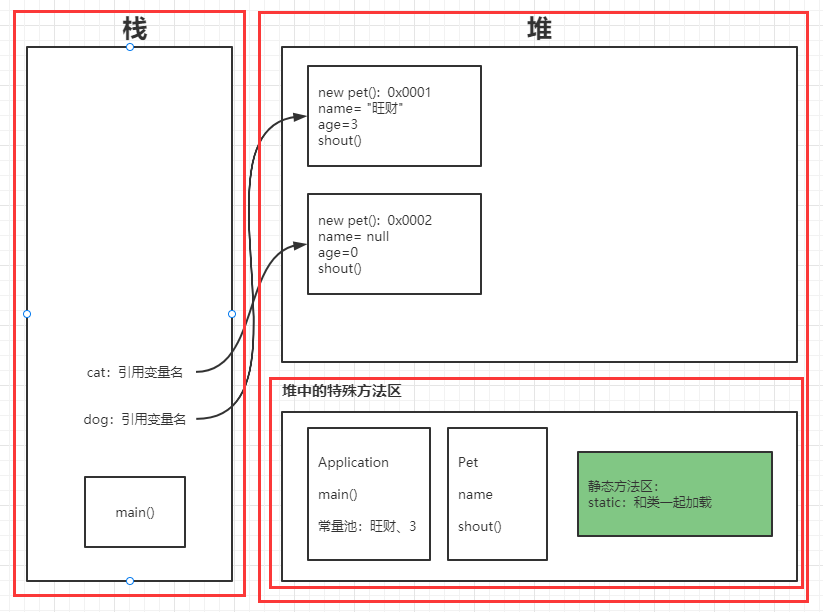 栈
堆
new pet():  0x0001
name= "旺财"
age=3
shout()
new pet():  0x0002
name= null
age=0
shout()
cat：引用变量名
dog：引用变量名
main()
堆中的特殊方法区
Application
main()
常量池：旺财、3
Pet
name
shout()
静态方法区：
static：和类一起加载